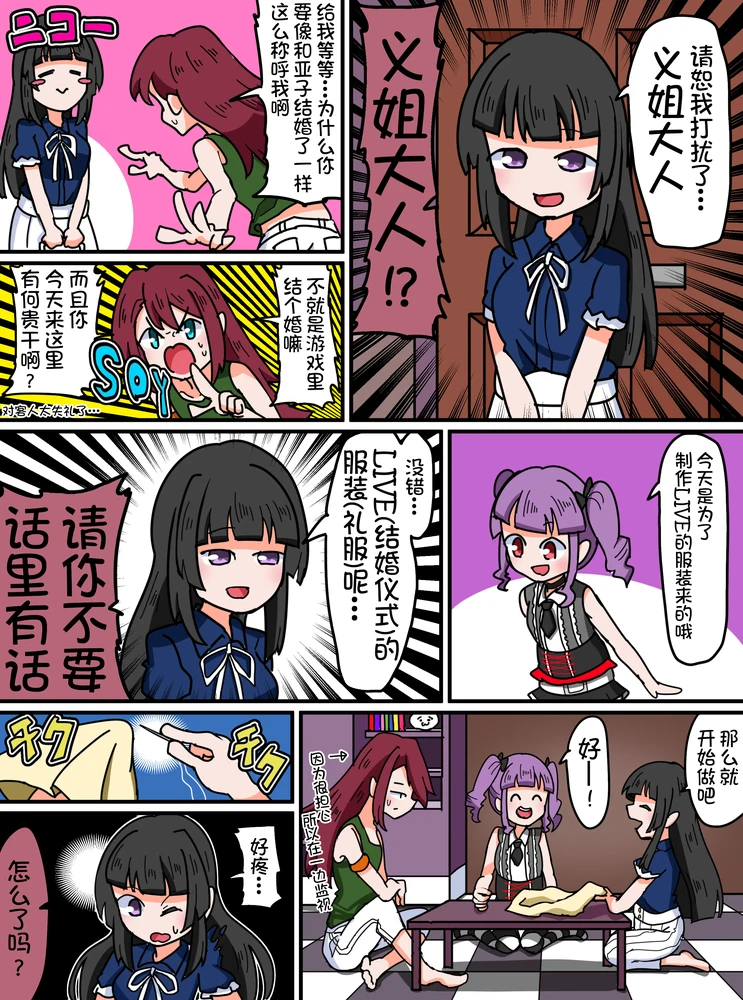 请恕我打扰了…
义姐大人
义姐大人!?
给我等等…为什么你
要像和亚子结婚了一样
这么称呼我啊
ニコー
不就是游戏里
结个婚嘛
而且你
今天来这里
有何贵干啊?
SOY
对客人太失礼了…
今天是为了
制作LIVE的服装来的哦
没错…
LIVE(结婚仪式)的
服装(礼服)呢…
请你不要
话里有话
那么就
开始做吧
好ー!
因为很担心
所以在一边监视
チク
チク
好疼…
怎么了吗?